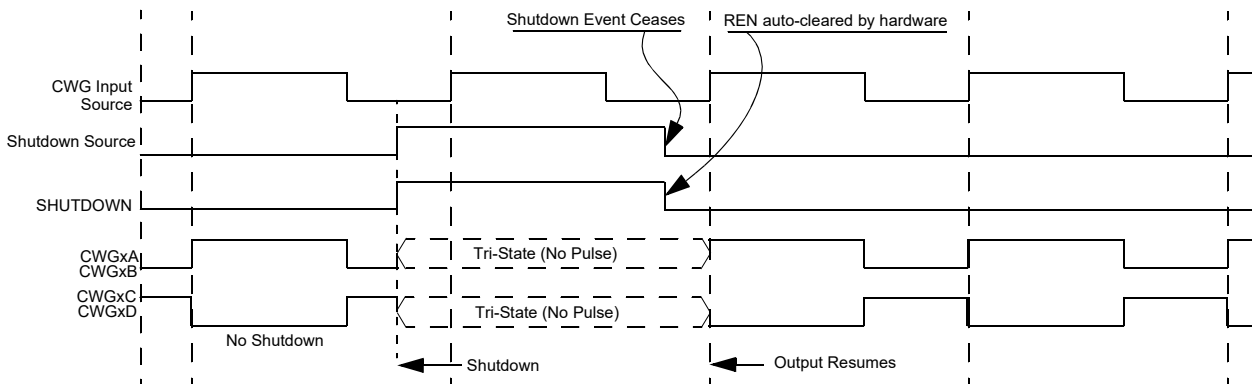 Shutdown Event Ceases
REN auto-cleared by hardware
CWG Input
Source
Shutdown Source
SHUTDOWN
CWGxA
CWGxB
Tri-State (No Pulse)
CWGxC
CWGxD
Tri-State (No Pulse)
No Shutdown
Shutdown
Output Resumes